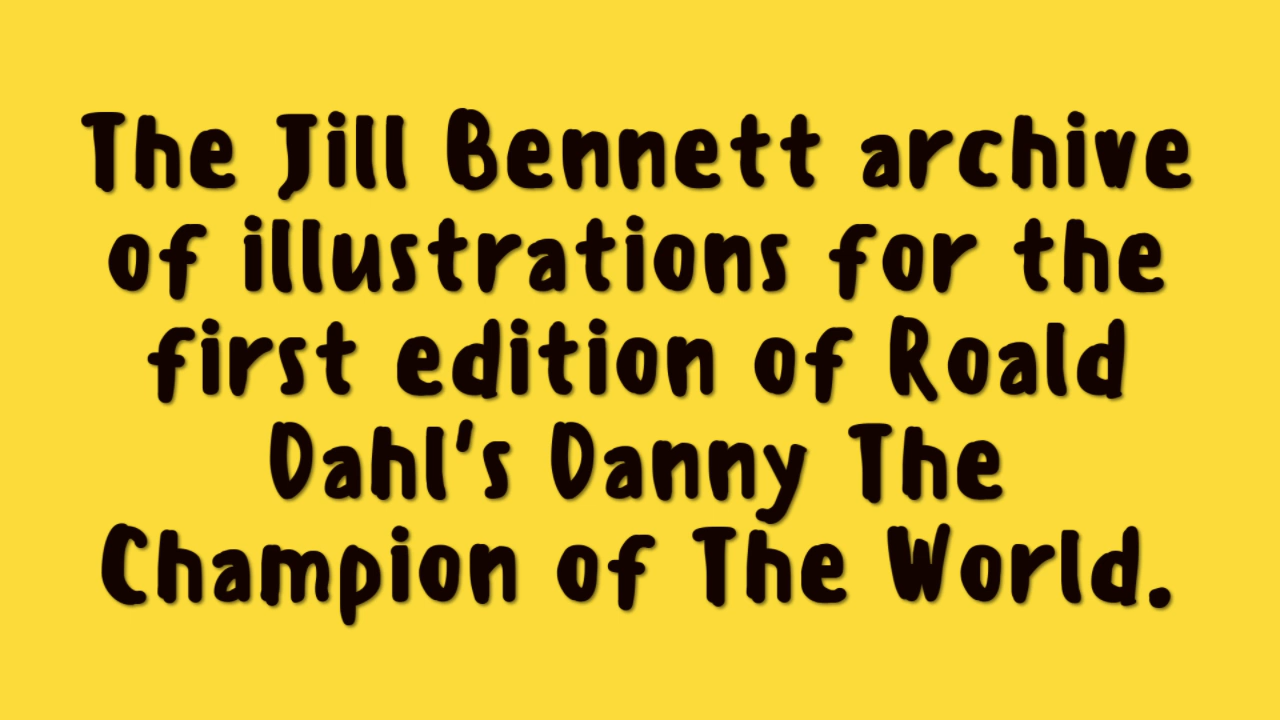 The Jill Bennett archive
of illustrations for the
first edition of Roald
Dahl's Danny The
Champion of The World.